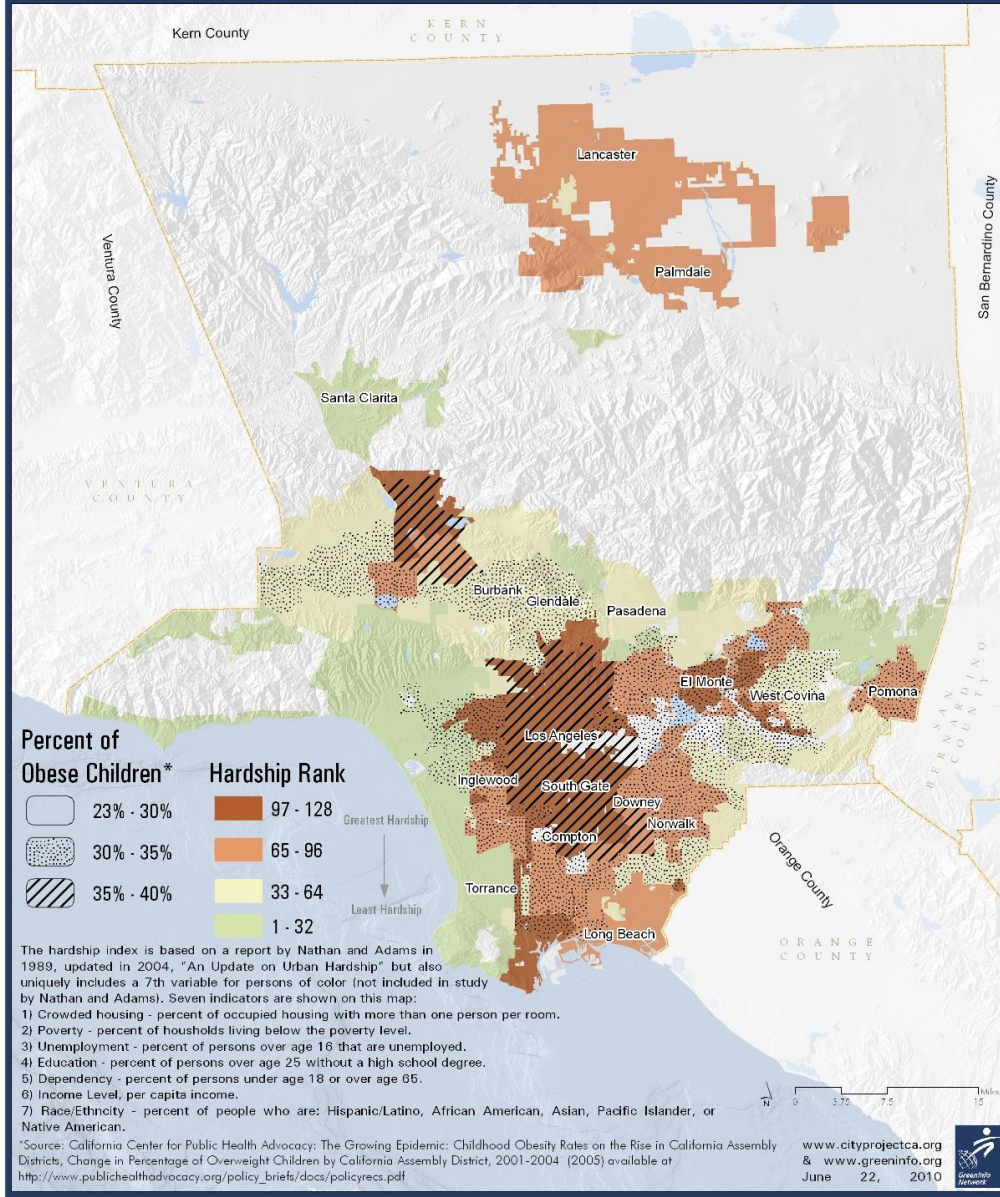 Kern County
KERN
COUNTY
Lancaster
Ventura County
San Bernardino County
Palmdale
Santa Clarita
VENTURA
COUNTY
Burbank
Glendale
Pasadena
El Monte
West Covina
Pomona
SAN
BERNARDINO
COUNTY
Los Angeles
Inglewood
South Gate
Downey
Compton
Norwalk
Torrance
Long Beach
Orange County
ORANGE
COUNTY
Percent of
Obese Children*
23% - 30%
30% - 35%
35% - 40%
Hardship Rank
97 - 128
65 - 96
33 - 64
1 - 32
Greatest Hardship
Least Hardship
The hardship index is based on a report by Nathan and Adams in
1989, updated in 2004, "An Update on Urban Hardship" but also
uniquely includes a 7th variable for persons of color (not included in study
by Nathan and Adams). Seven indicators are shown on this map:
1) Crowded housing - percent of occupied housing with more than one person per room.
2) Poverty - percent of housholds living below the poverty level.
3) Unemployment - percent of persons over age 16 that are unemployed.
4) Education - percent of persons over age 25 without a high school degree.
5) Dependency - percent of persons under age 18 or over age 65.
6) Income Level, per capita income.
7) Race/Ethncity - percent of people who are: Hispanic/Latino, African American, Asian, Pacific Islander, or
Native American.
*Source: California Center for Public Health Advocacy: The Growing Epidemic: Childhood Obesity Rates on the Rise in California Assembly
Districts, Change in Percentage of Overweight Children by California Assembly District, 2001-2004 (2005) available at
http://www.publichealthadvocacy.org/policy_briefs/docs/policyrecs.pdf
N
Miles
0 3.75 7.5 15
www.cityprojectca.org
& www.greeninfo.org
June 22, 2010
GreenInfo
Network